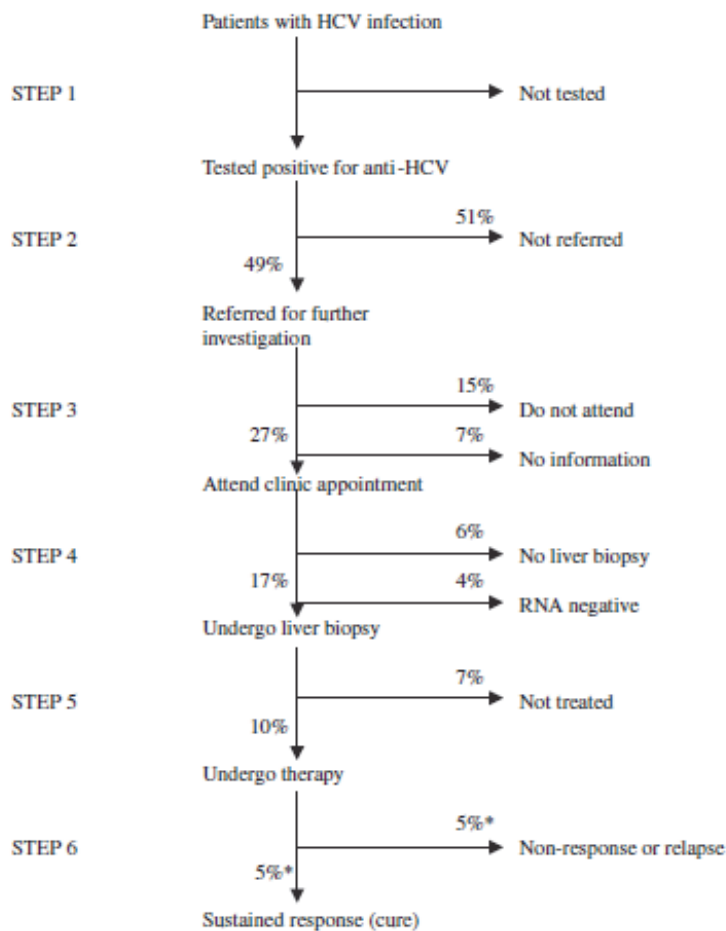 Patients with HCV infection
STEP 1
Not tested
Tested positive for anti-HCV
51%
STEP 2
Not referred
49%
Referred for further
investigation
15%
STEP 3
Do not attend
27%
7%
No information
Attend clinic appointment
6%
STEP 4
No liver biopsy
17%
4%
RNA negative
Undergo liver biopsy
7%
STEP 5
Not treated
10%
Undergo therapy
5%*
STEP 6
Non-response or relapse
5%*
Sustained response (cure)